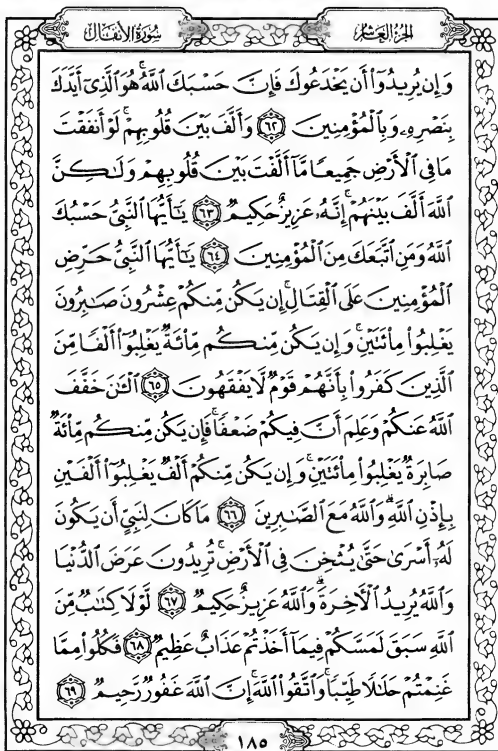 الجزء العاشر
سورة الأنفال
وَإِن يُرِيدُوٓا۟ أَن يَخْدَعُوكَ فَإِنَّ حَسْبَكَ ٱللَّهُ ۚ هُوَ ٱلَّذِىٓ أَيَّدَكَ
بِنَصْرِهِۦ وَبِٱلْمُؤْمِنِينَ ٦٢ وَأَلَّفَ بَيْنَ قُلُوبِهِمْ ۚ لَوْ أَنفَقْتَ
مَا فِى ٱلْأَرْضِ جَمِيعًا مَّآ أَلَّفْتَ بَيْنَ قُلُوبِهِمْ وَلَـٰكِنَّ
ٱللَّهَ أَلَّفَ بَيْنَهُمْ ۚ إِنَّهُۥ عَزِيزٌ حَكِيمٌ ٦٣ يَـٰٓأَيُّهَا ٱلنَّبِىُّ حَسْبُكَ
ٱللَّهُ وَمَنِ ٱتَّبَعَكَ مِنَ ٱلْمُؤْمِنِينَ ٦٤ يَـٰٓأَيُّهَا ٱلنَّبِىُّ حَرِّضِ
ٱلْمُؤْمِنِينَ عَلَى ٱلْقِتَالِ ۚ إِن يَكُن مِّنكُمْ عِشْرُونَ صَـٰبِرُونَ
يَغْلِبُوا۟ مِا۟ئَتَيْنِ ۚ وَإِن يَكُن مِّنكُم مِّا۟ئَةٌ يَغْلِبُوٓا۟ أَلْفًا مِّنَ
ٱلَّذِينَ كَفَرُوا۟ بِأَنَّهُمْ قَوْمٌ لَّا يَفْقَهُونَ ٦٥ ٱلْـَٔـٰنَ خَفَّفَ
ٱللَّهُ عَنكُمْ وَعَلِمَ أَنَّ فِيكُمْ ضَعْفًا ۚ فَإِن يَكُن مِّنكُم مِّا۟ئَةٌ
صَابِرَةٌ يَغْلِبُوا۟ مِا۟ئَتَيْنِ ۚ وَإِن يَكُن مِّنكُمْ أَلْفٌ يَغْلِبُوٓا۟ أَلْفَيْنِ
بِإِذْنِ ٱللَّهِ ۗ وَٱللَّهُ مَعَ ٱلصَّـٰبِرِينَ ٦٦ مَا كَانَ لِنَبِىٍّ أَن يَكُونَ
لَهُۥٓ أَسْرَىٰ حَتَّىٰ يُثْخِنَ فِى ٱلْأَرْضِ ۚ تُرِيدُونَ عَرَضَ ٱلدُّنْيَا
وَٱللَّهُ يُرِيدُ ٱلْـَٔاخِرَةَ ۗ وَٱللَّهُ عَزِيزٌ حَكِيمٌ ٦٧ لَّوْلَا كِتَـٰبٌ مِّنَ
ٱللَّهِ سَبَقَ لَمَسَّكُمْ فِيمَآ أَخَذْتُمْ عَذَابٌ عَظِيمٌ ٦٨ فَكُلُوا۟ مِمَّا
غَنِمْتُمْ حَلَـٰلًا طَيِّبًا ۚ وَٱتَّقُوا۟ ٱللَّهَ ۚ إِنَّ ٱللَّهَ غَفُورٌ رَّحِيمٌ ٦٩
١٨٥